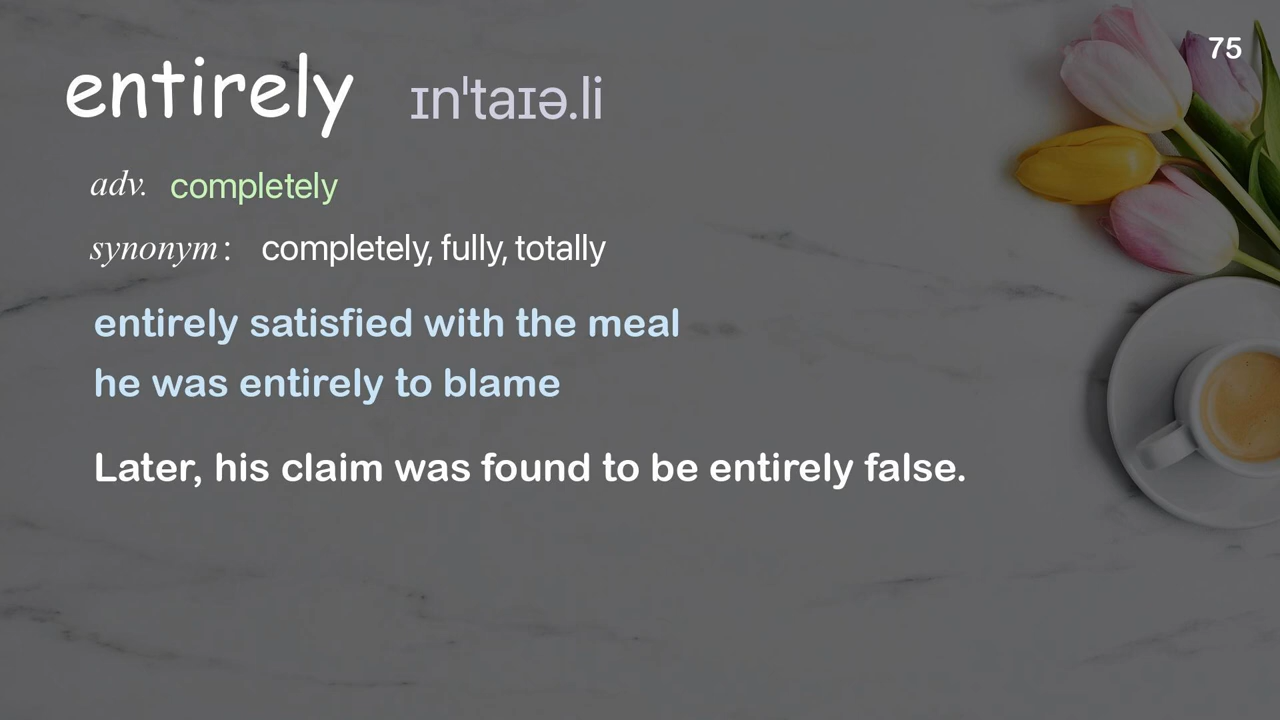 75
entirely ɪnˈtaɪə.li
adv. completely
synonym: completely, fully, totally
entirely satisfied with the meal
he was entirely to blame
Later, his claim was found to be entirely false.